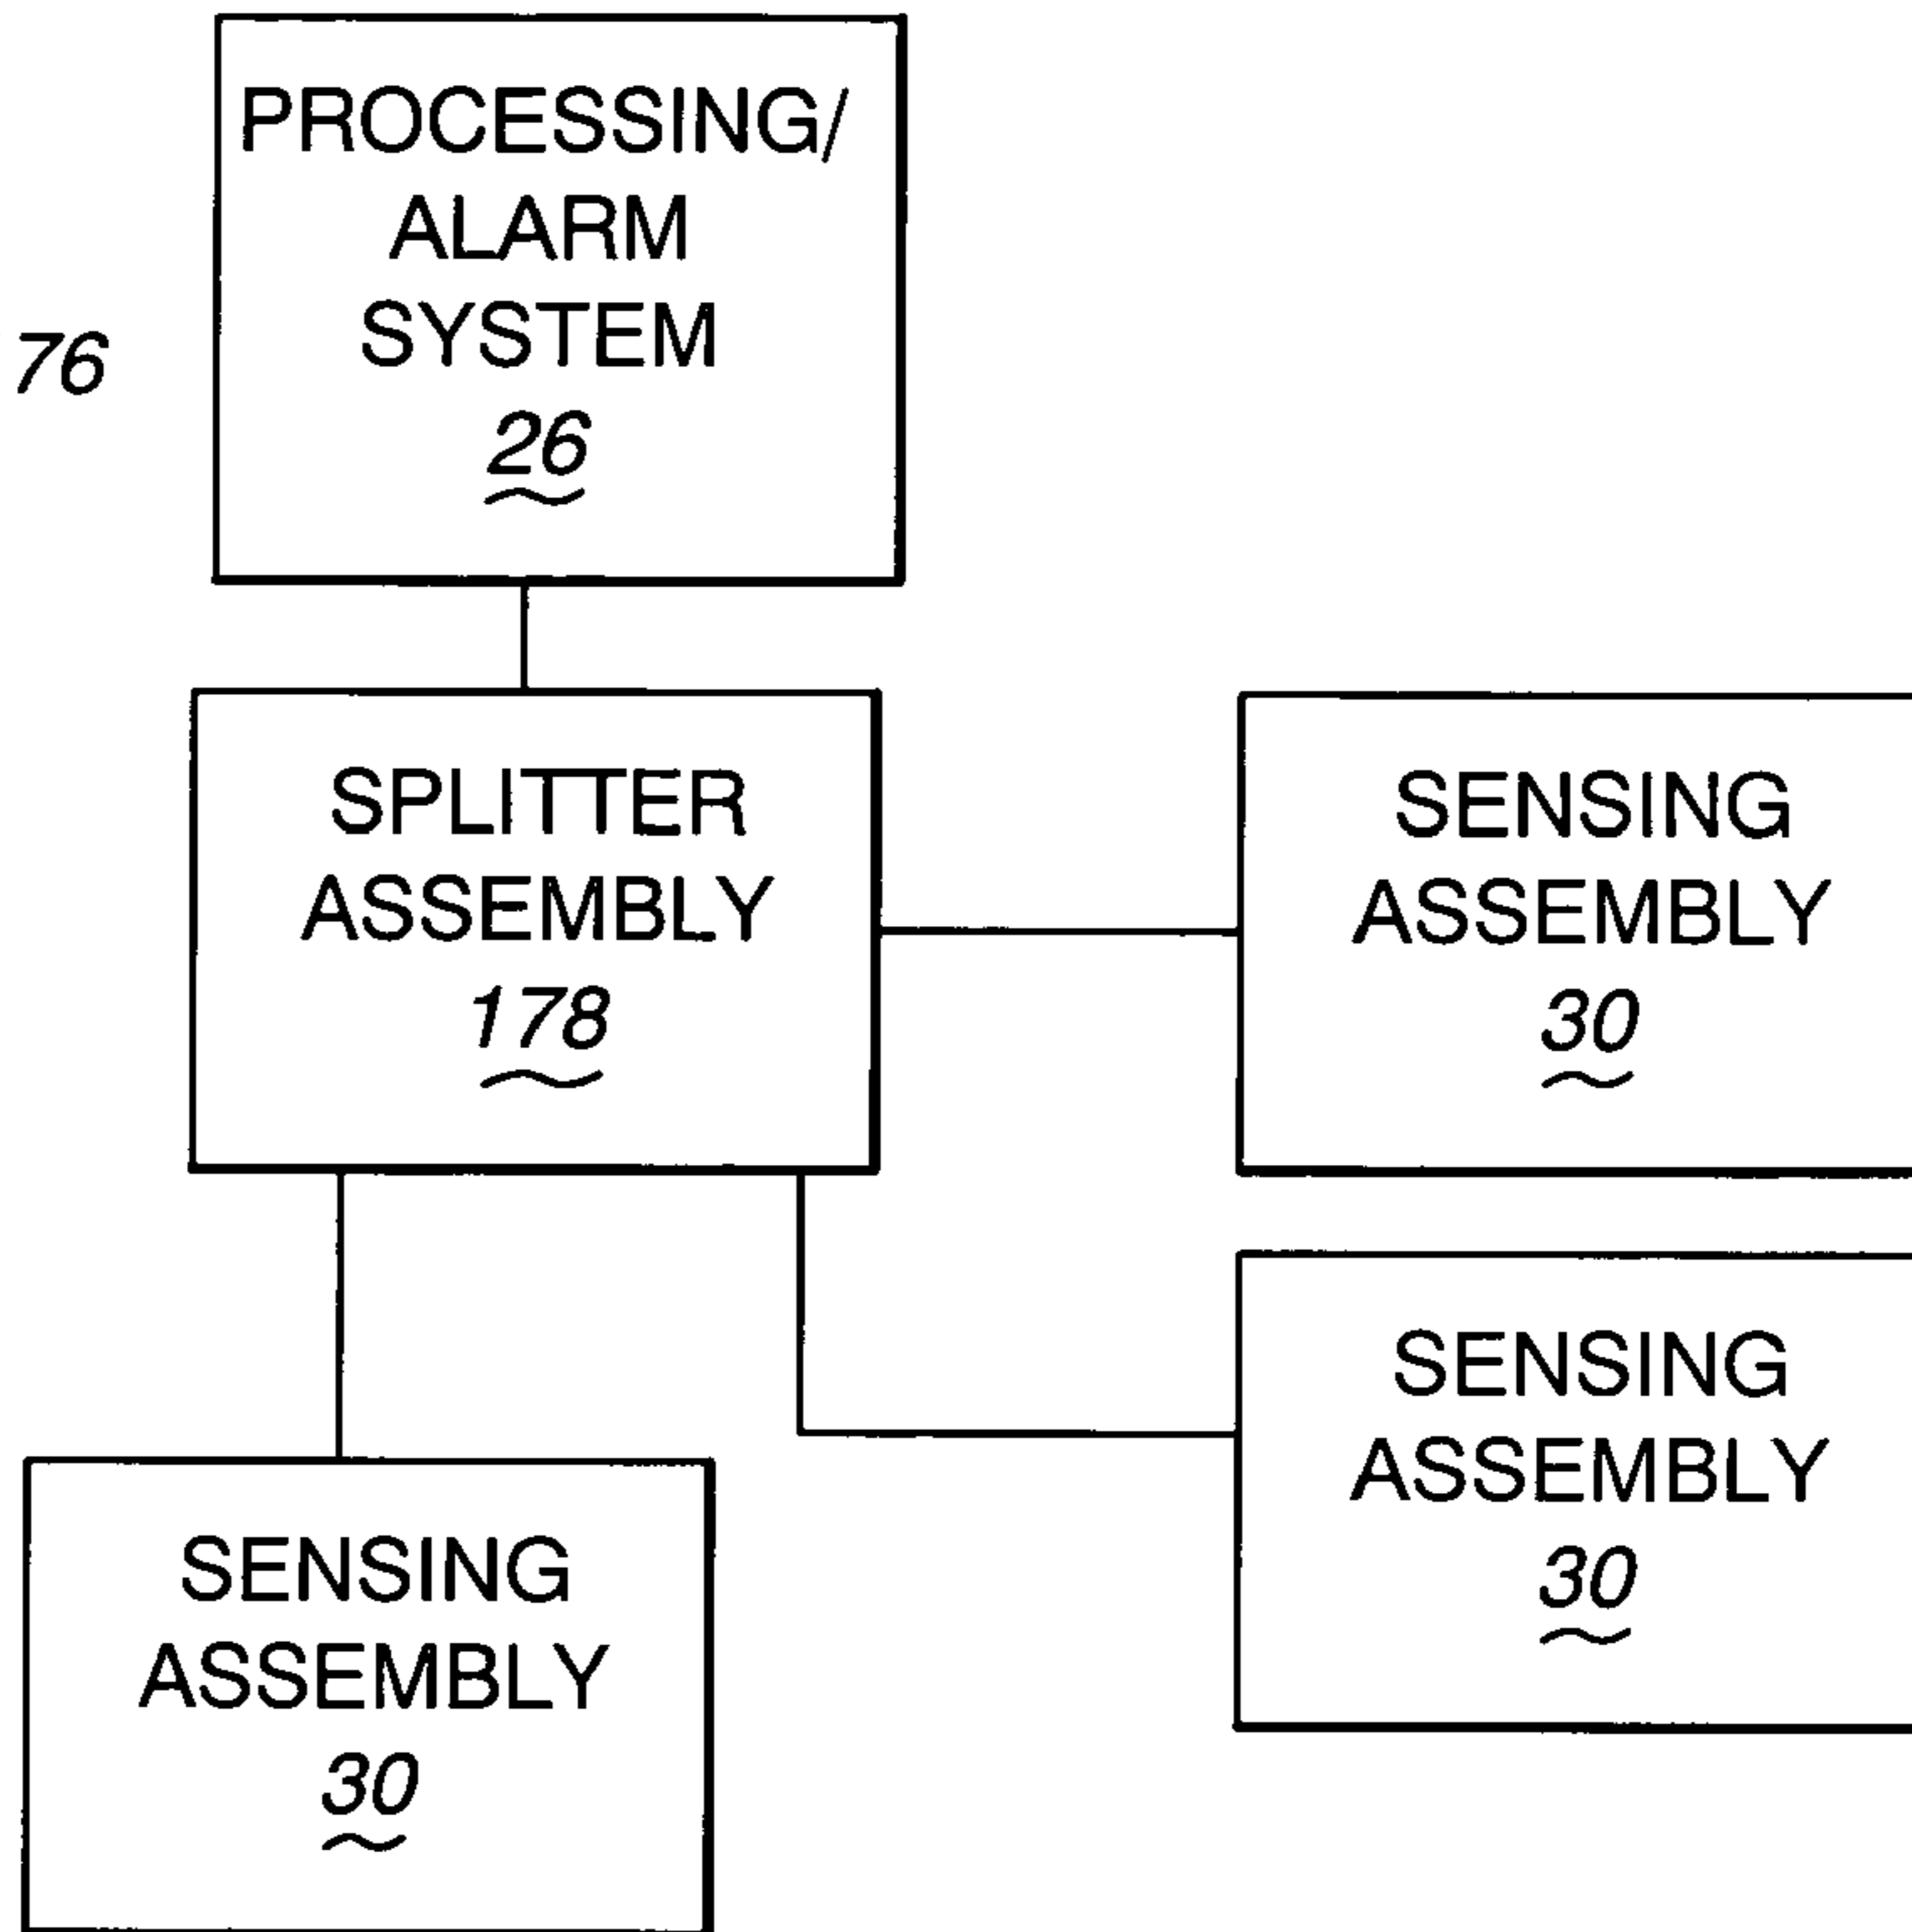 PROCESSING/
ALARM
SYSTEM
26
76
SPLITTER
ASSEMBLY
178
SENSING
ASSEMBLY
30
SENSING
ASSEMBLY
30
SENSING
ASSEMBLY
30